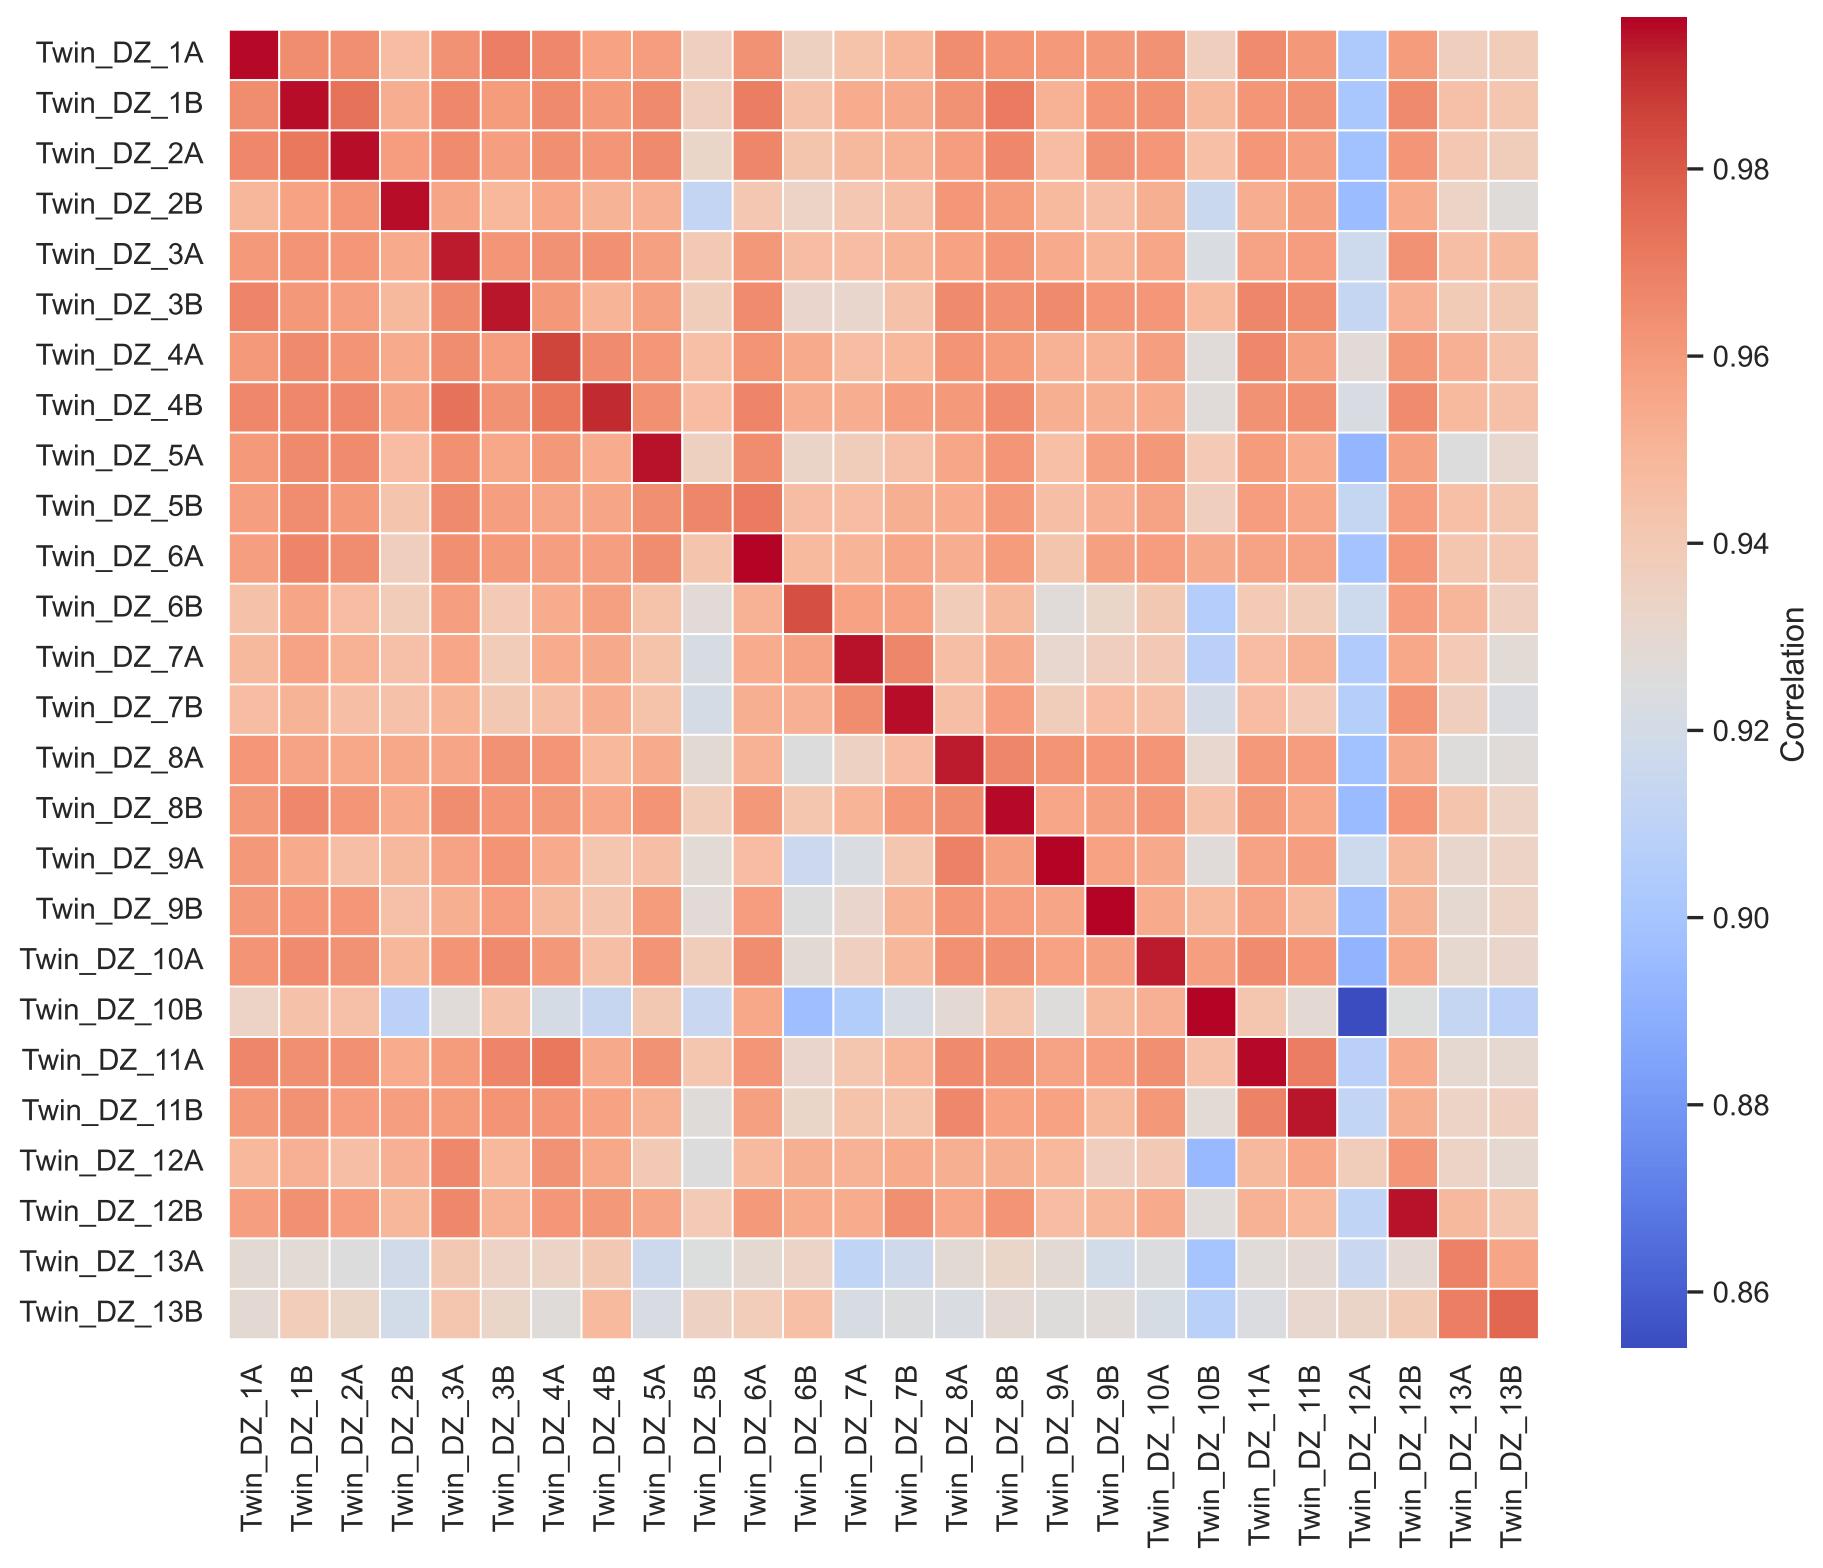 Twin_DZ_1A
Twin_DZ_1B
Twin_DZ_2A
Twin_DZ_2B
Twin_DZ_3A
Twin_DZ_3B
Twin_DZ_4A
Twin_DZ_4B
Twin_DZ_5A
Twin_DZ_5B
Twin_DZ_6A
Twin_DZ_6B
Twin_DZ_7A
Twin_DZ_7B
Twin_DZ_8A
Twin_DZ_8B
Twin_DZ_9A
Twin_DZ_9B
Twin_DZ_10A
Twin_DZ_10B
Twin_DZ_11A
Twin_DZ_11B
Twin_DZ_12A
Twin_DZ_12B
Twin_DZ_13A
Twin_DZ_13B
Twin_DZ_1A
Twin_DZ_1B
Twin_DZ_2A
Twin_DZ_2B
Twin_DZ_3A
Twin_DZ_3B
Twin_DZ_4A
Twin_DZ_4B
Twin_DZ_5A
Twin_DZ_5B
Twin_DZ_6A
Twin_DZ_6B
Twin_DZ_7A
Twin_DZ_7B
Twin_DZ_8A
Twin_DZ_8B
Twin_DZ_9A
Twin_DZ_9B
Twin_DZ_10A
Twin_DZ_10B
Twin_DZ_11A
Twin_DZ_11B
Twin_DZ_12A
Twin_DZ_12B
Twin_DZ_13A
Twin_DZ_13B
0.98
0.96
0.94
0.92
0.90
0.88
0.86
Correlation